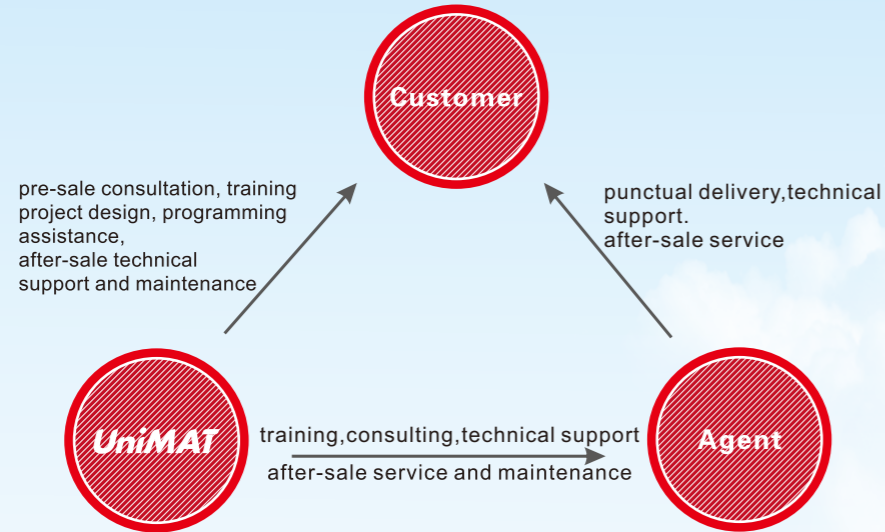 Customer
pre-sale consultation, training
project design, programming
assistance,
after-sale technical
support and maintenance
punctual delivery,technical
support.
after-sale service
UniMAT
training,consulting,technical support
after-sale service and maintenance
Agent